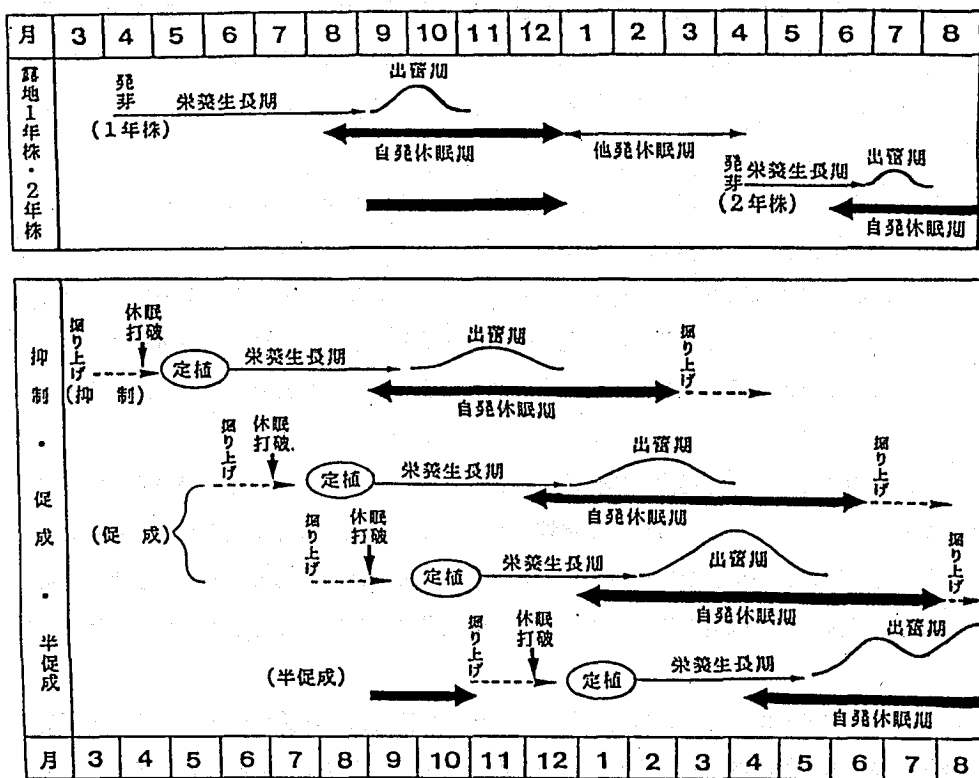 月 3 4 5 6 7 8 9 10 11 12 1 2 3 4 5 6 7 8
露地1年株・2年株
発芽
(1年株)
栄養生長期
出蕾期
自発休眠期
他発休眠期
発芽
(2年株)
栄養生長期
出蕾期
自発休眠期
抑制・促成・半促成
掘り上げ
(抑制)
休眠
打破
定植
栄養生長期
出蕾期
自発休眠期
掘り上げ
(促成)
掘り上げ
休眠
打破.
定植
栄養生長期
出蕾期
自発休眠期
掘り上げ
掘り上げ
休眠
打破
定植
栄養生長期
出蕾期
自発休眠期
掘り上げ
(半促成)
掘り上げ
休眠
打破
定植
栄養生長期
出蕾期
自発休眠期
月 3 4 5 6 7 8 9 10 11 12 1 2 3 4 5 6 7 8